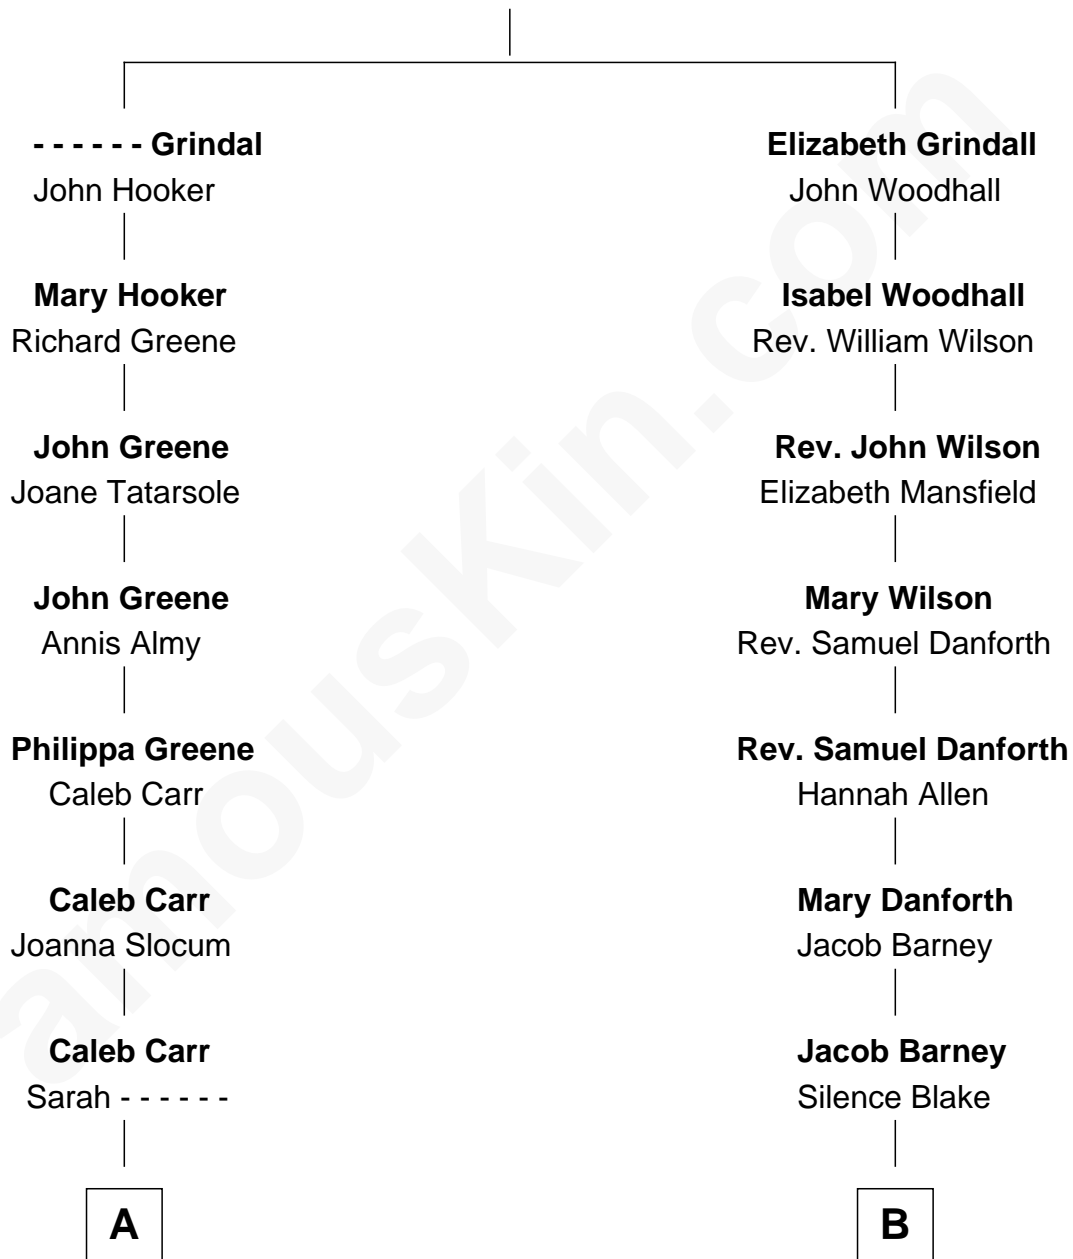 - - - - - - Grindal
John Hooker
Mary Hooker
Richard Greene
John Greene
Joane Tatarsole
John Greene
Annis Almy
Philippa Greene
Caleb Carr
Caleb Carr
Joanna Slocum
Caleb Carr
Sarah - - - - - -
A
Elizabeth Grindall
John Woodhall
Isabel Woodhall
Rev. William Wilson
Rev. John Wilson
Elizabeth Mansfield
Mary Wilson
Rev. Samuel Danforth
Rev. Samuel Danforth
Hannah Allen
Mary Danforth
Jacob Barney
Jacob Barney
Silence Blake
B
amouskin.com